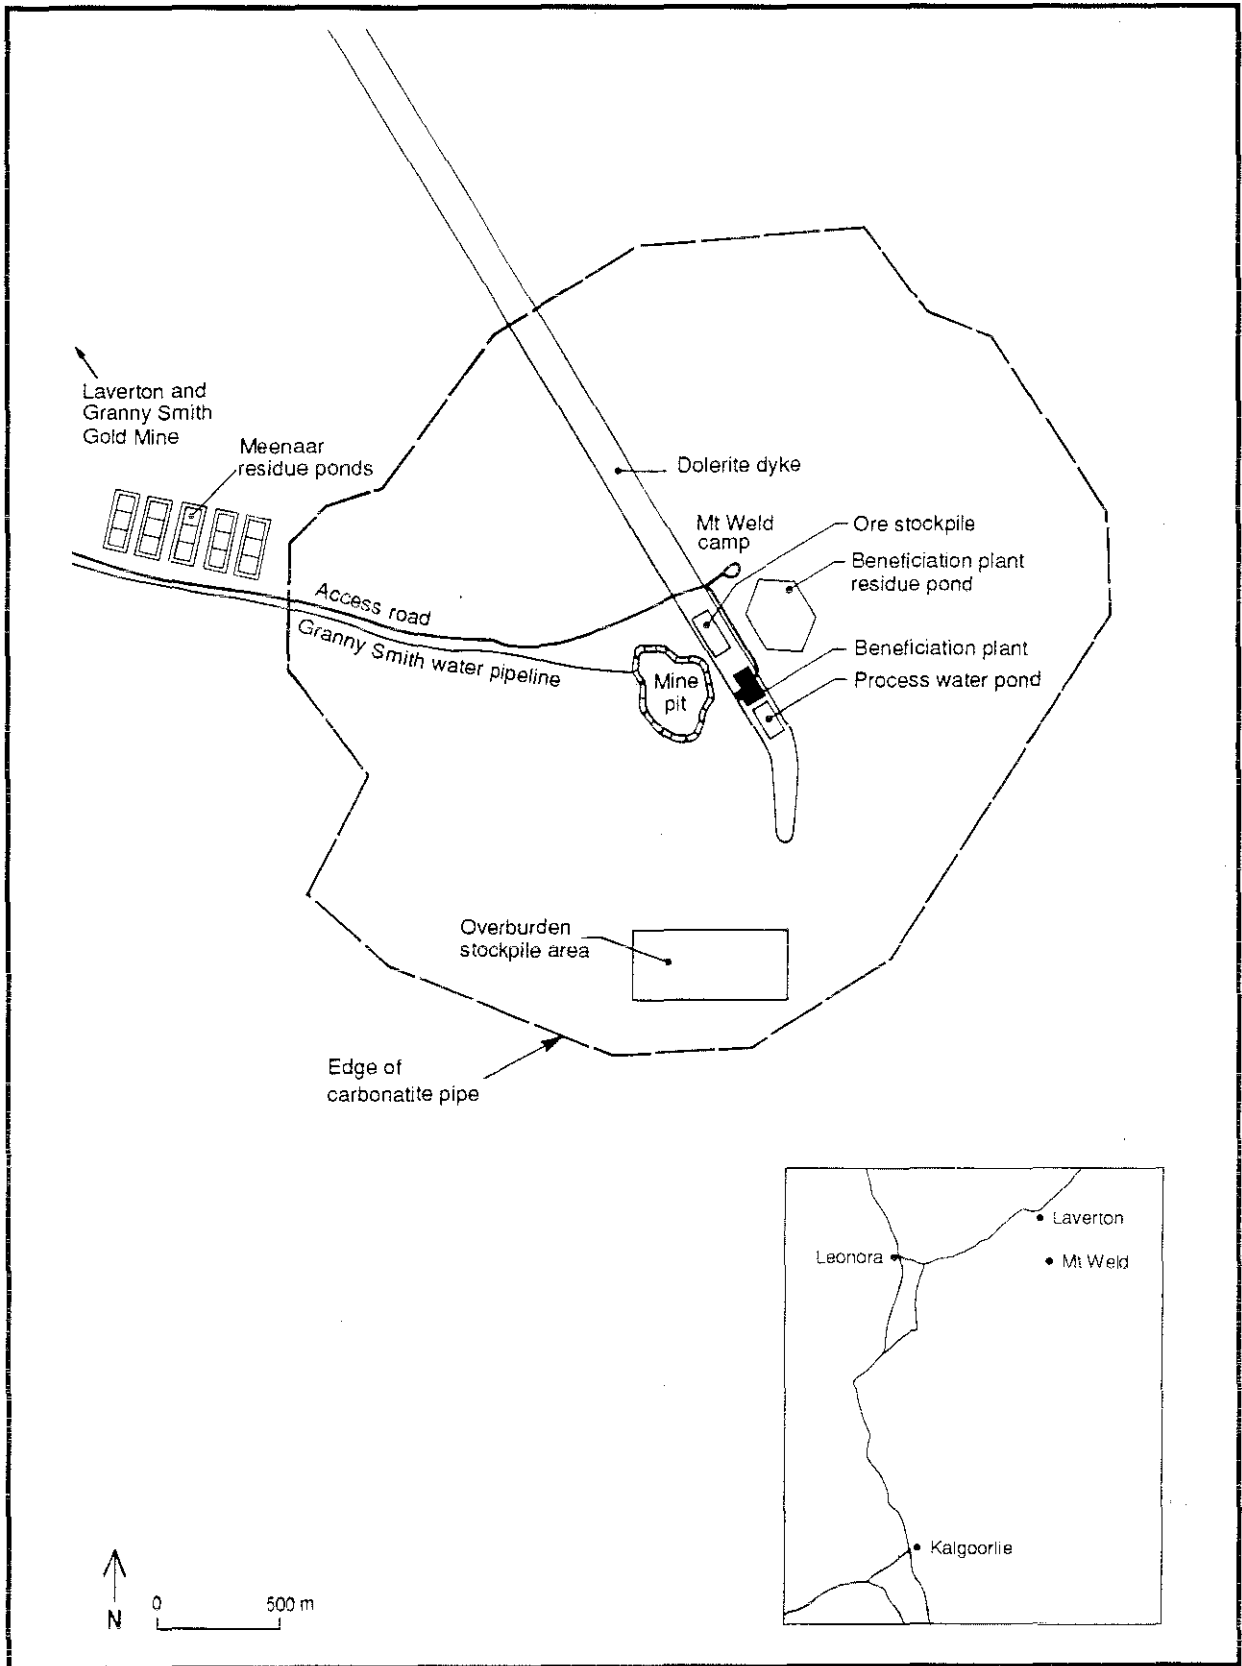 Laverton and
Granny Smith
Gold Mine
Meenaar
residue ponds
Dolerite dyke
Mt Weld
camp
Ore stockpile
Beneficiation plant
residue pond
Access road
Granny Smith water pipeline
Mine
pit
Beneficiation plant
Process water pond
Overburden
stockpile area
Edge of
carbonatite pipe
Laverton
Leonora
Mt Weld
Kalgoorlie
N
0 500 m